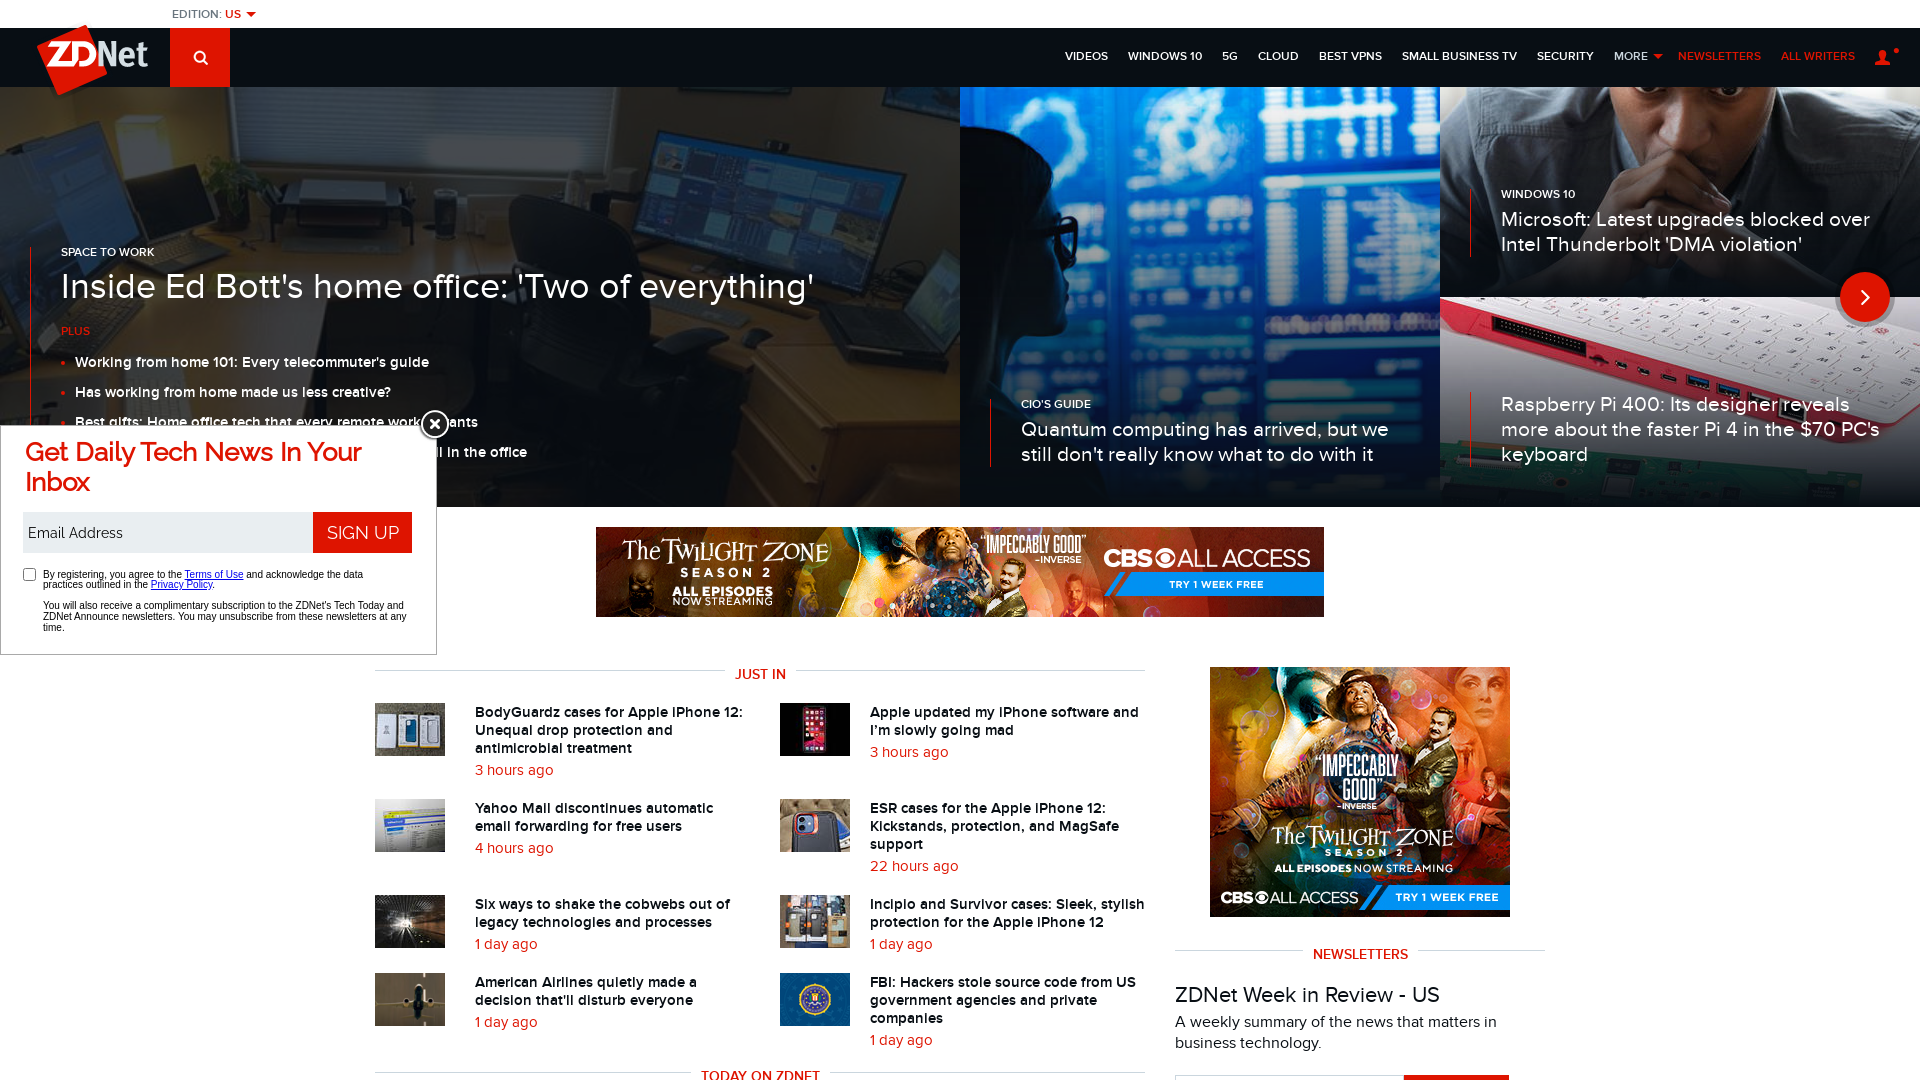 EDITION: US
ZDNet
VIDEOS
WINDOWS 10
5G
CLOUD
BEST VPNS
SMALL BUSINESS TV
SECURITY
MORE
NEWSLETTERS
ALL WRITERS
SPACE TO WORK
Inside Ed Bott's home office: 'Two of everything'
PLUS
Working from home 101: Every telecommuter's guide
Has working from home made us less creative?
Best gifts: Home office tech that every remote work ants
in the office
CIO'S GUIDE
Quantum computing has arrived, but we
still don't really know what to do with it
WINDOWS 10
Microsoft: Latest upgrades blocked over
Intel Thunderbolt 'DMA violation'
Raspberry Pi 400: Its designer reveals
more about the faster Pi 4 in the $70 PC's
keyboard
Get Daily Tech News In Your
Inbox
Email Address
SIGN UP
By registering, you agree to the Terms of Use and acknowledge the data
practices outlined in the Privacy Policy.
You will also receive a complimentary subscription to the ZDNet's Tech Today and
ZDNet Announce newsletters. You may unsubscribe from these newsletters at any
time.
The TWILIGHT ZONE
SEASON 2
ALL EPISODES
NOW STREAMING
"IMPECCABLY GOOD"
–INVERSE
CBS ALL ACCESS
TRY 1 WEEK FREE
JUST IN
BodyGuardz cases for Apple iPhone 12:
Unequal drop protection and
antimicrobial treatment
3 hours ago
Apple updated my iPhone software and
I'm slowly going mad
3 hours ago
Yahoo Mail discontinues automatic
email forwarding for free users
4 hours ago
ESR cases for the Apple iPhone 12:
Kickstands, protection, and MagSafe
support
22 hours ago
Six ways to shake the cobwebs out of
legacy technologies and processes
1 day ago
Incipio and Survivor cases: Sleek, stylish
protection for the Apple iPhone 12
1 day ago
American Airlines quietly made a
decision that'll disturb everyone
1 day ago
FBI: Hackers stole source code from US
government agencies and private
companies
1 day ago
TODAY ON ZDNET
"IMPECCABLY
GOOD"
–INVERSE
The TWILIGHT ZONE
SEASON 2
ALL EPISODES NOW STREAMING
CBS ALL ACCESS
TRY 1 WEEK FREE
NEWSLETTERS
ZDNet Week in Review - US
A weekly summary of the news that matters in
business technology.